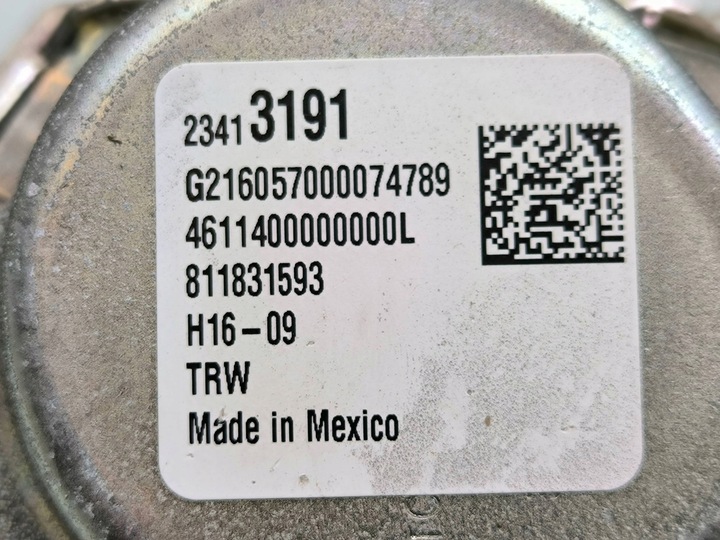 23413191
G216057000074789
4611400000000L
811831593
H16-09
TRW
Made in Mexico